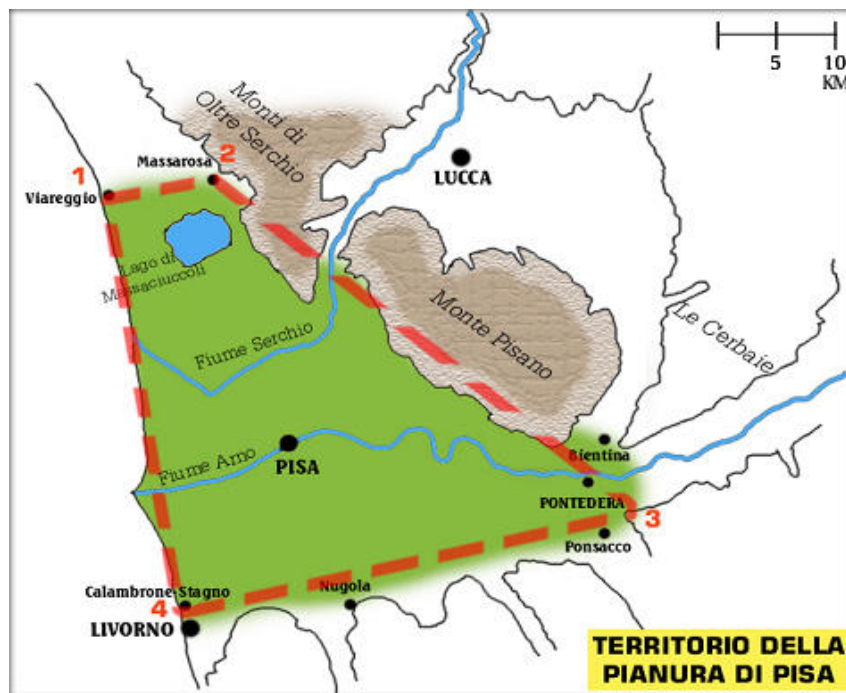 5
10
KM
Monti di
Oltre Serchio
2
Massarosa
LUCCA
1
Viareggio
Lago di
Massaciuccoli
Monte Pisano
Le Cerbaie
Fiume Serchio
PISA
Fiume Arno
Bientina
PONTEDERA
3
Ponsacco
Calambrone-Stagno
Nugola
4
LIVORNO
TERRITORIO DELLA
PIANURA DI PISA